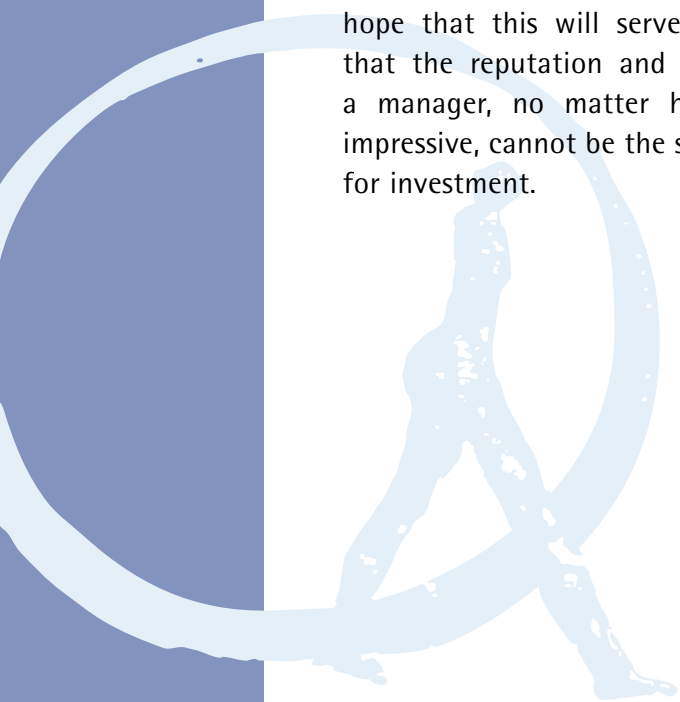 hope that this will serve
that the reputation and
a manager, no matter h
impressive, cannot be the s
for investment.